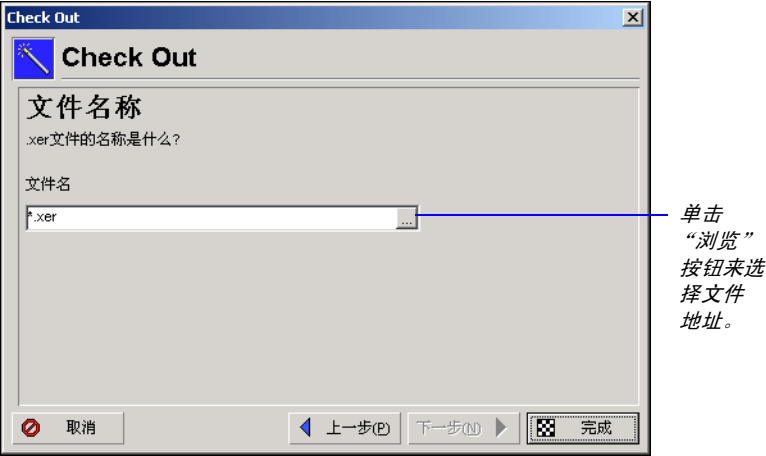 Check Out
Check Out
文件名称
.xer文件的名称是什么?
文件名
*.xer
...
单击
“浏览”
按钮来选
择文件
地址。
取消
上一步(P)
下一步(N)
完成